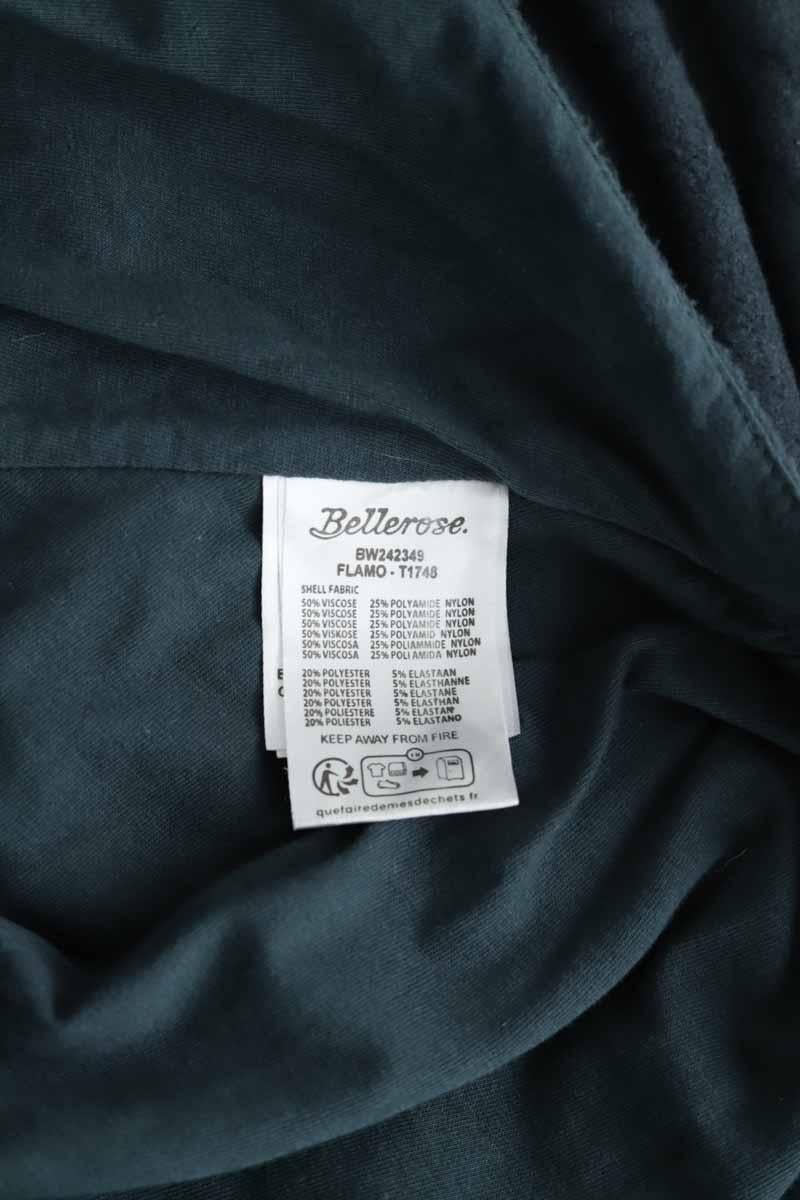 Bellerose.
BW242349
FLAMO - T1748
SHELL FABRIC
50% VISCOSE 25% POLYAMIDE NYLON
50% VISCOSE 25% POLYAMIDE NYLON
50% VISCOSE 25% POLYAMIDE NYLON
50% VISKOSE 25% POLYAMID NYLON
50% VISCOSA 25% POLIAMMIDE NYLON
50% VISCOSA 25% POLIAMIDA NYLON
20% POLYESTER 5% ELASTAAN
20% POLYESTER 5% ELASTHANNE
20% POLYESTER 5% ELASTANE
20% POLYESTER 5% ELASTHAN
20% POLIESTERE 5% ELASTAN
20% POLIESTER 5% ELASTANO
KEEP AWAY FROM FIRE
quefairedemesdechets.fr